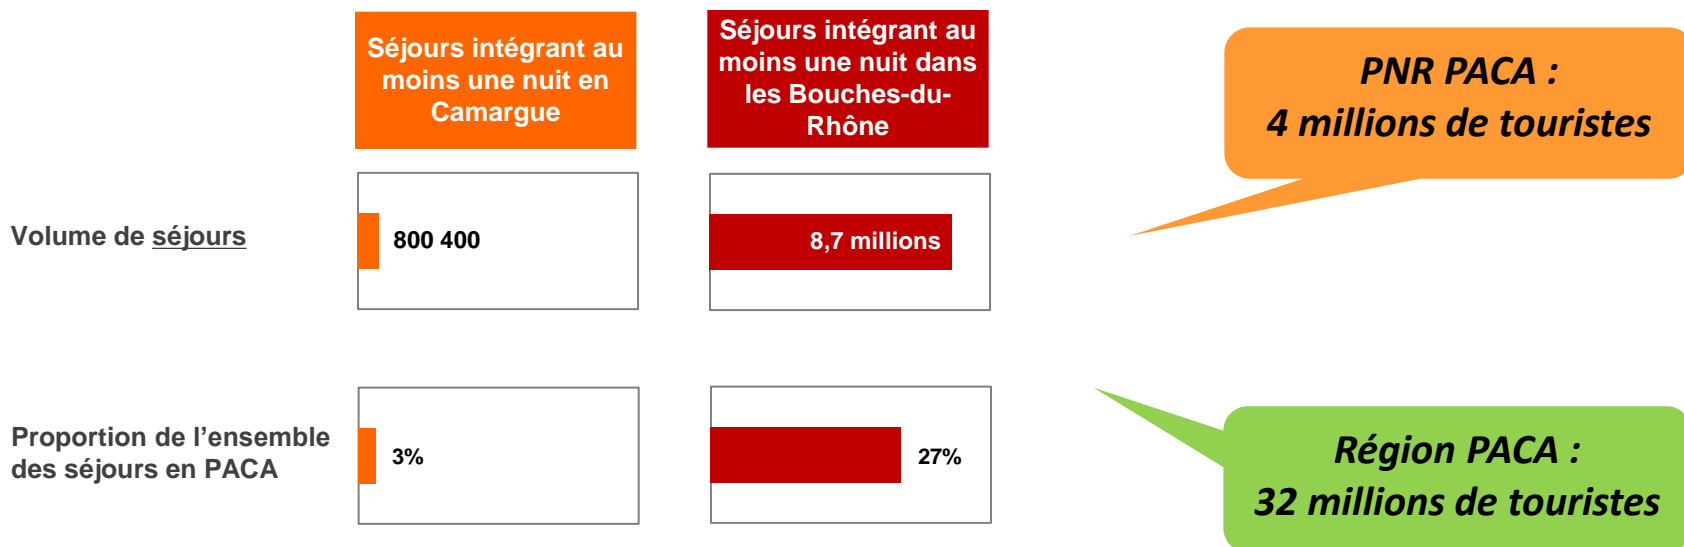 Séjours intégrant au
moins une nuit en
Camargue
Séjours intégrant au
moins une nuit dans
les Bouches-du-
Rhône
PNR PACA :
4 millions de touristes
Volume de séjours
800 400
8,7 millions
Proportion de l’ensemble
des séjours en PACA
3%
27%
Région PACA :
32 millions de touristes